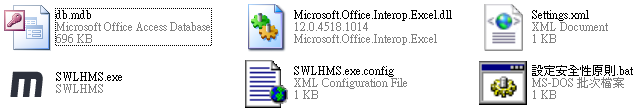 db.mdb
Microsoft Office Access Database
696 KB
Microsoft.Office.Interop.Excel.dll
12.0.4518.1014
Microsoft.Office.Interop.Excel
Settings.xml
XML Document
1 KB
SWLHMS.exe
SWLHMS
SWLHMS.exe.config
XML Configuration File
1 KB
設定安全性原則.bat
MS-DOS 批次檔案
1 KB